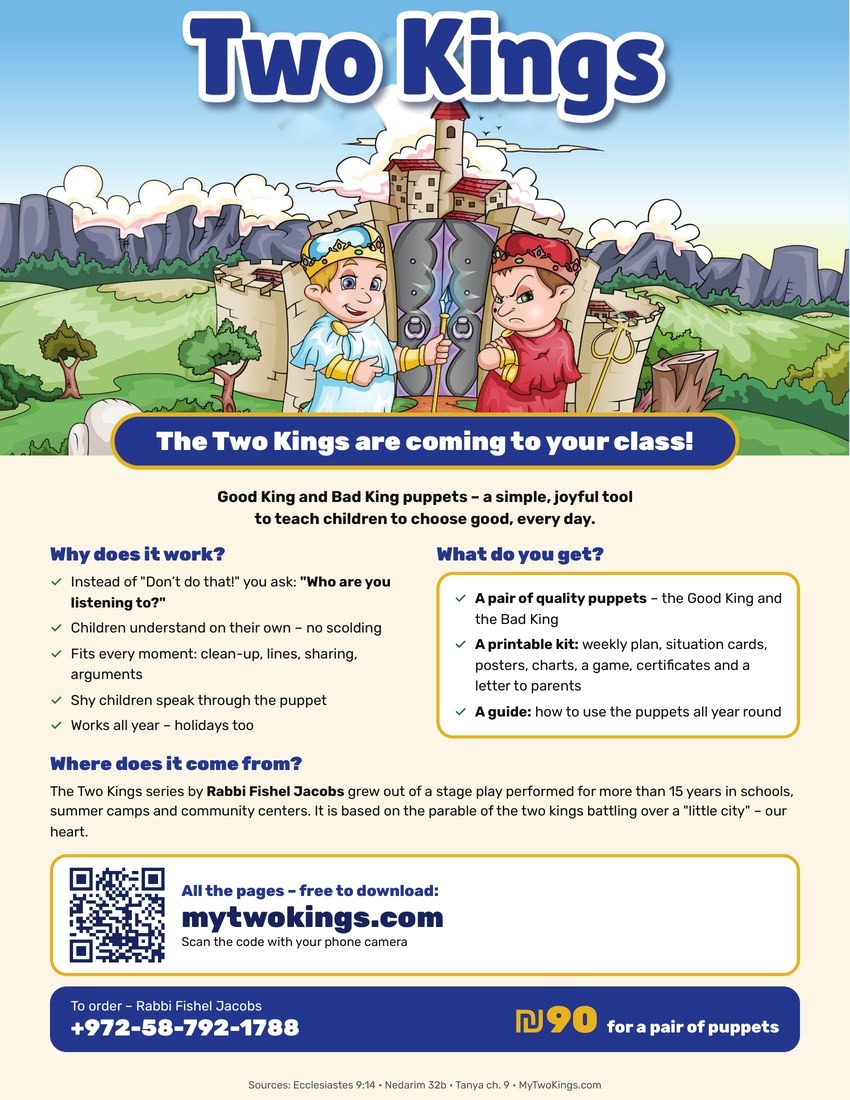 Two Kings
The Two Kings are coming to your class!
Good King and Bad King puppets – a simple, joyful tool
to teach children to choose good, every day.
Why does it work?
✓ Instead of "Don't do that!" you ask: "Who are you
listening to?"
✓ Children understand on their own – no scolding
✓ Fits every moment: clean-up, lines, sharing,
arguments
✓ Shy children speak through the puppet
✓ Works all year – holidays too
What do you get?
✓ A pair of quality puppets – the Good King and
the Bad King
✓ A printable kit: weekly plan, situation cards,
posters, charts, a game, certificates and a
letter to parents
✓ A guide: how to use the puppets all year round
Where does it come from?
The Two Kings series by Rabbi Fishel Jacobs grew out of a stage play performed for more than 15 years in schools,
summer camps and community centers. It is based on the parable of the two kings battling over a "little city" – our
heart.
All the pages – free to download:
mytwokings.com
Scan the code with your phone camera
To order – Rabbi Fishel Jacobs
+972-58-792-1788
₪90 for a pair of puppets
Sources: Ecclesiastes 9:14 • Nedarim 32b • Tanya ch. 9 • MyTwoKings.com